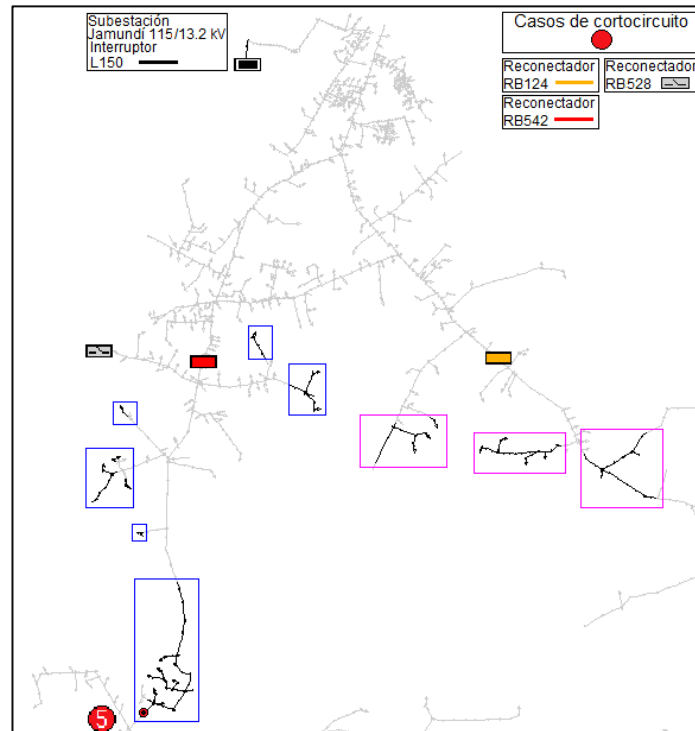 Subestación
Jamundí 115/13.2 kV
Interruptor
L150
Casos de cortocircuito
Reconectador
RB124
Reconectador
RB528
Reconectador
RB542
5